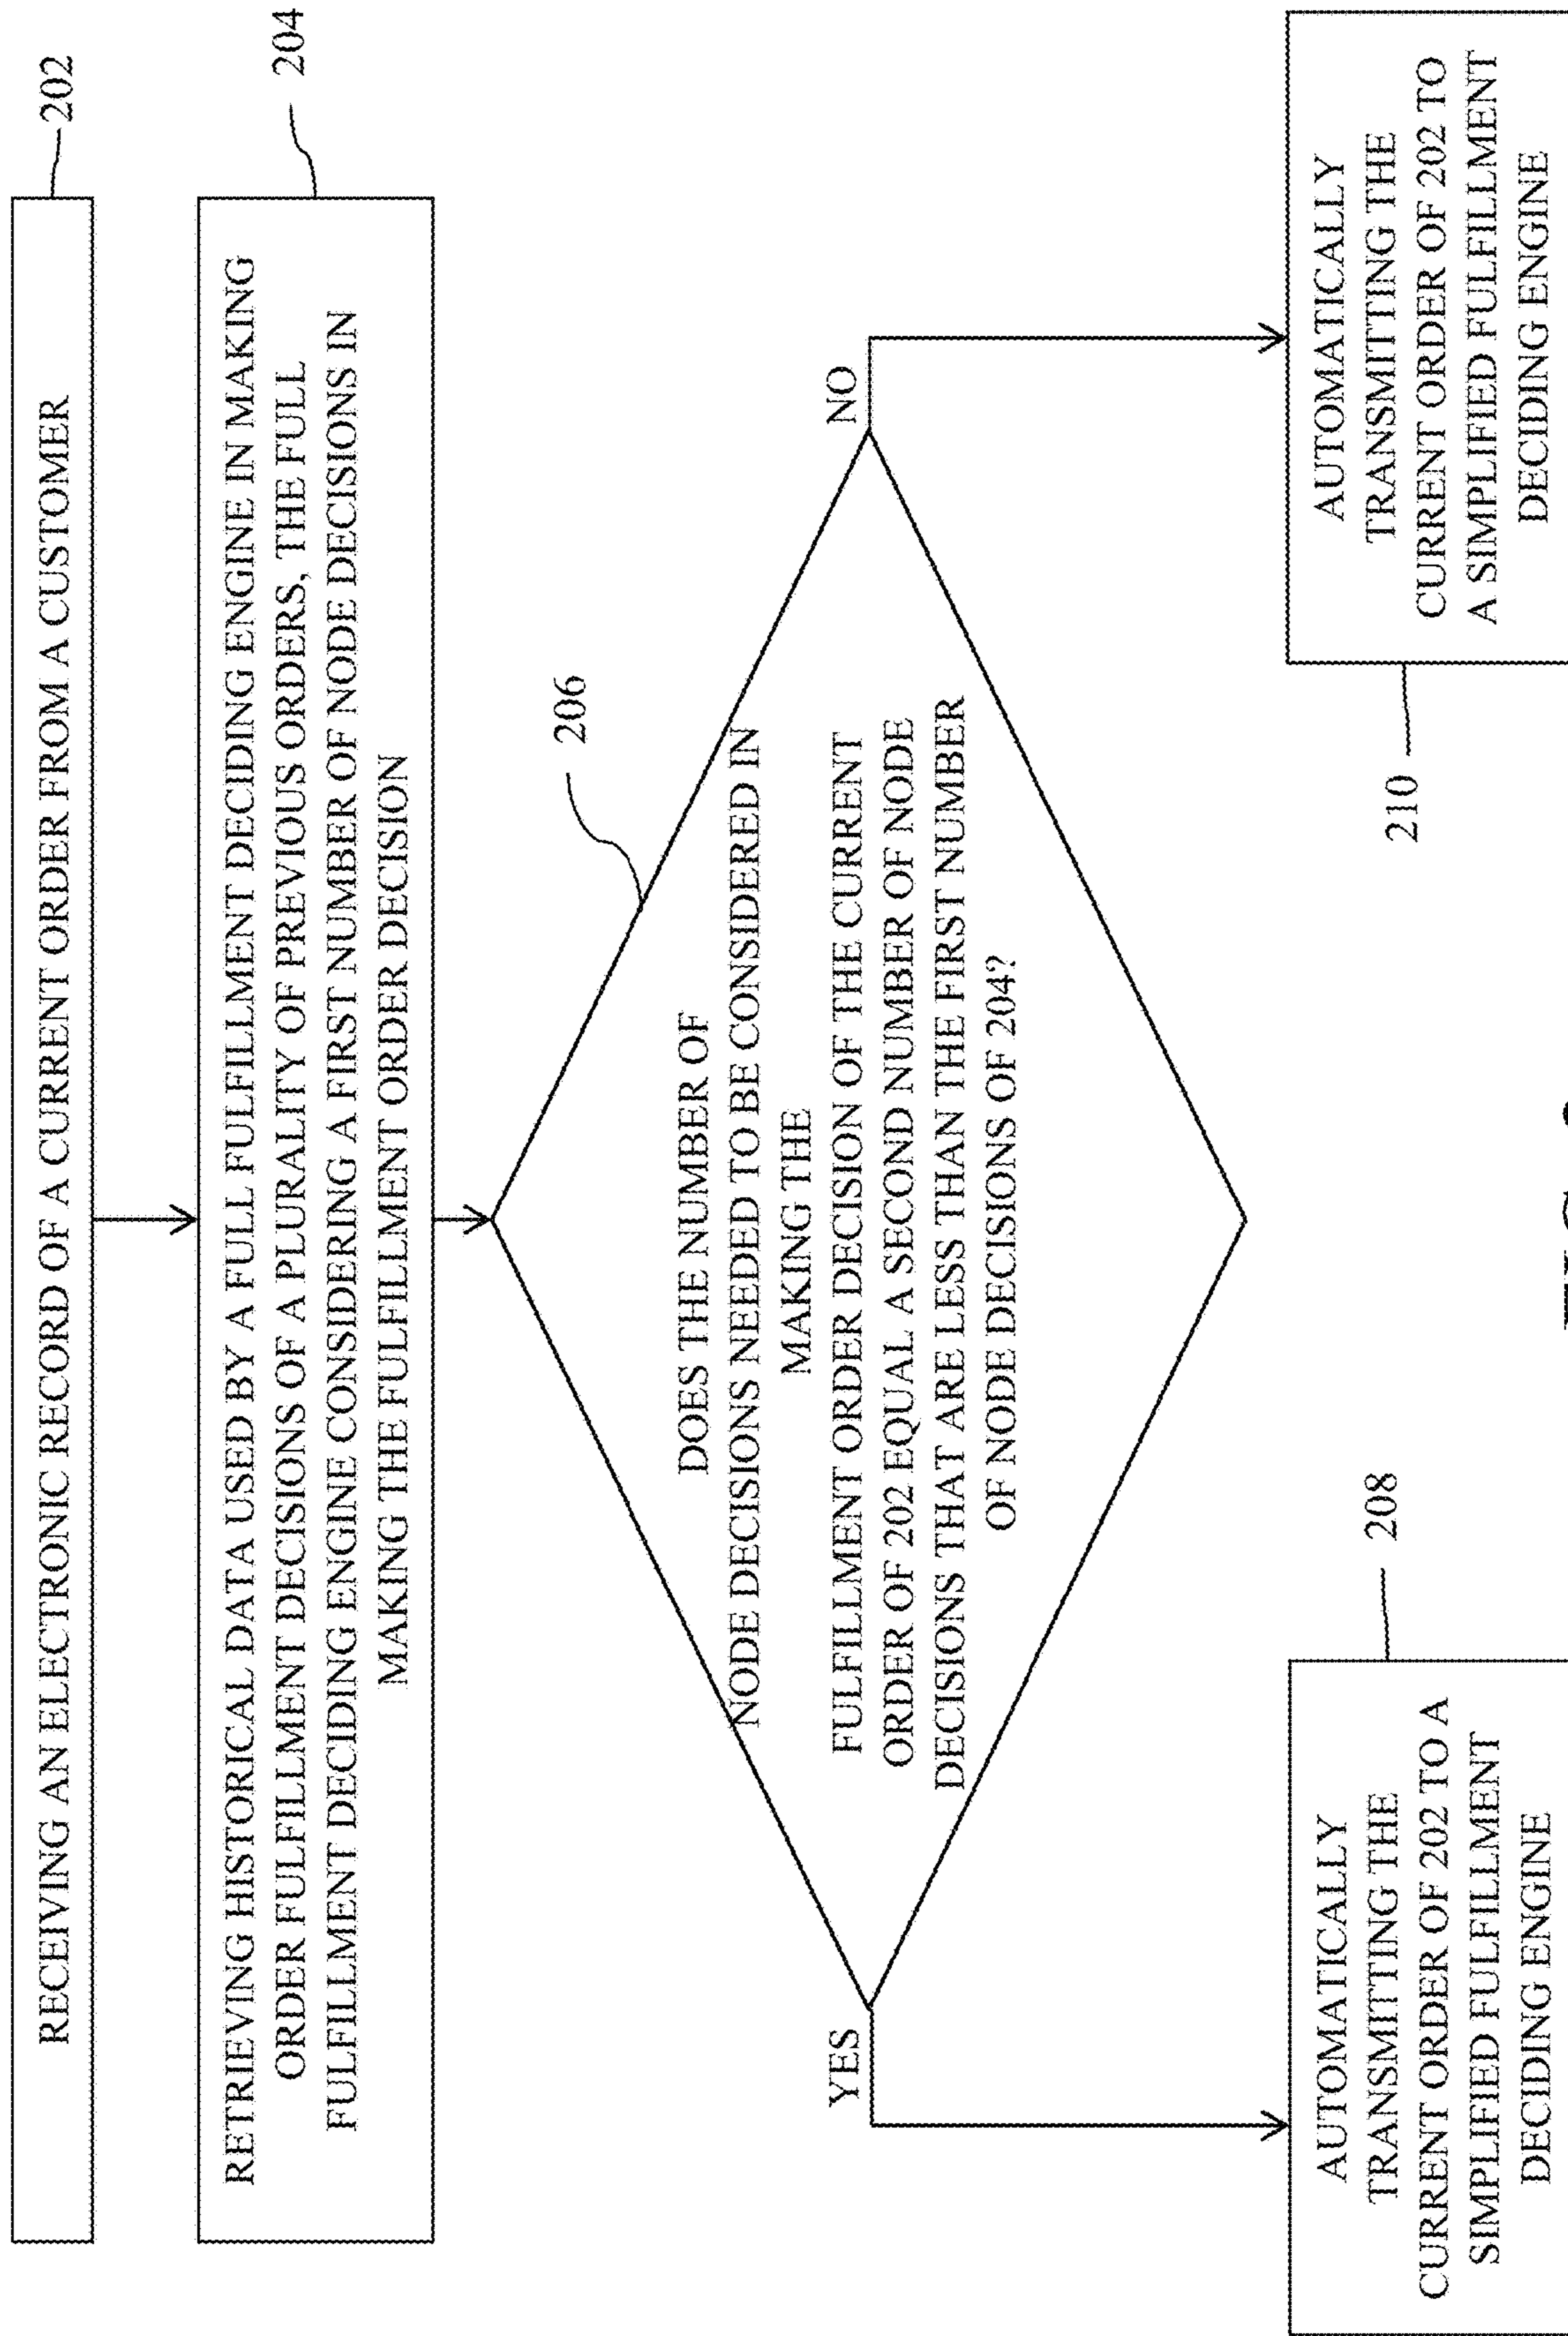 RECEIVING AN ELECTRONIC RECORD OF A CURRENT ORDER FROM A CUSTOMER
202
RETRIEVING HISTORICAL DATA USED BY A FULL FULFILLMENT DECIDING ENGINE IN MAKING
ORDER FULFILLMENT DECISIONS OF A PLURALITY OF PREVIOUS ORDERS, THE FULL
FULFILLMENT DECIDING ENGINE CONSIDERING A FIRST NUMBER OF NODE DECISIONS IN
MAKING THE FULFILLMENT ORDER DECISION
204
206
DOES THE NUMBER OF
NODE DECISIONS NEEDED TO BE CONSIDERED IN
MAKING THE
FULFILLMENT ORDER DECISION OF THE CURRENT
ORDER OF 202 EQUAL A SECOND NUMBER OF NODE
DECISIONS THAT ARE LESS THAN THE FIRST NUMBER
OF NODE DECISIONS OF 204?
YES
NO
AUTOMATICALLY
TRANSMITTING THE
CURRENT ORDER OF 202 TO A
SIMPLIFIED FULFILLMENT
DECIDING ENGINE
208
210
AUTOMATICALLY
TRANSMITTING THE
CURRENT ORDER OF 202 TO
A SIMPLIFIED FULFILLMENT
DECIDING ENGINE